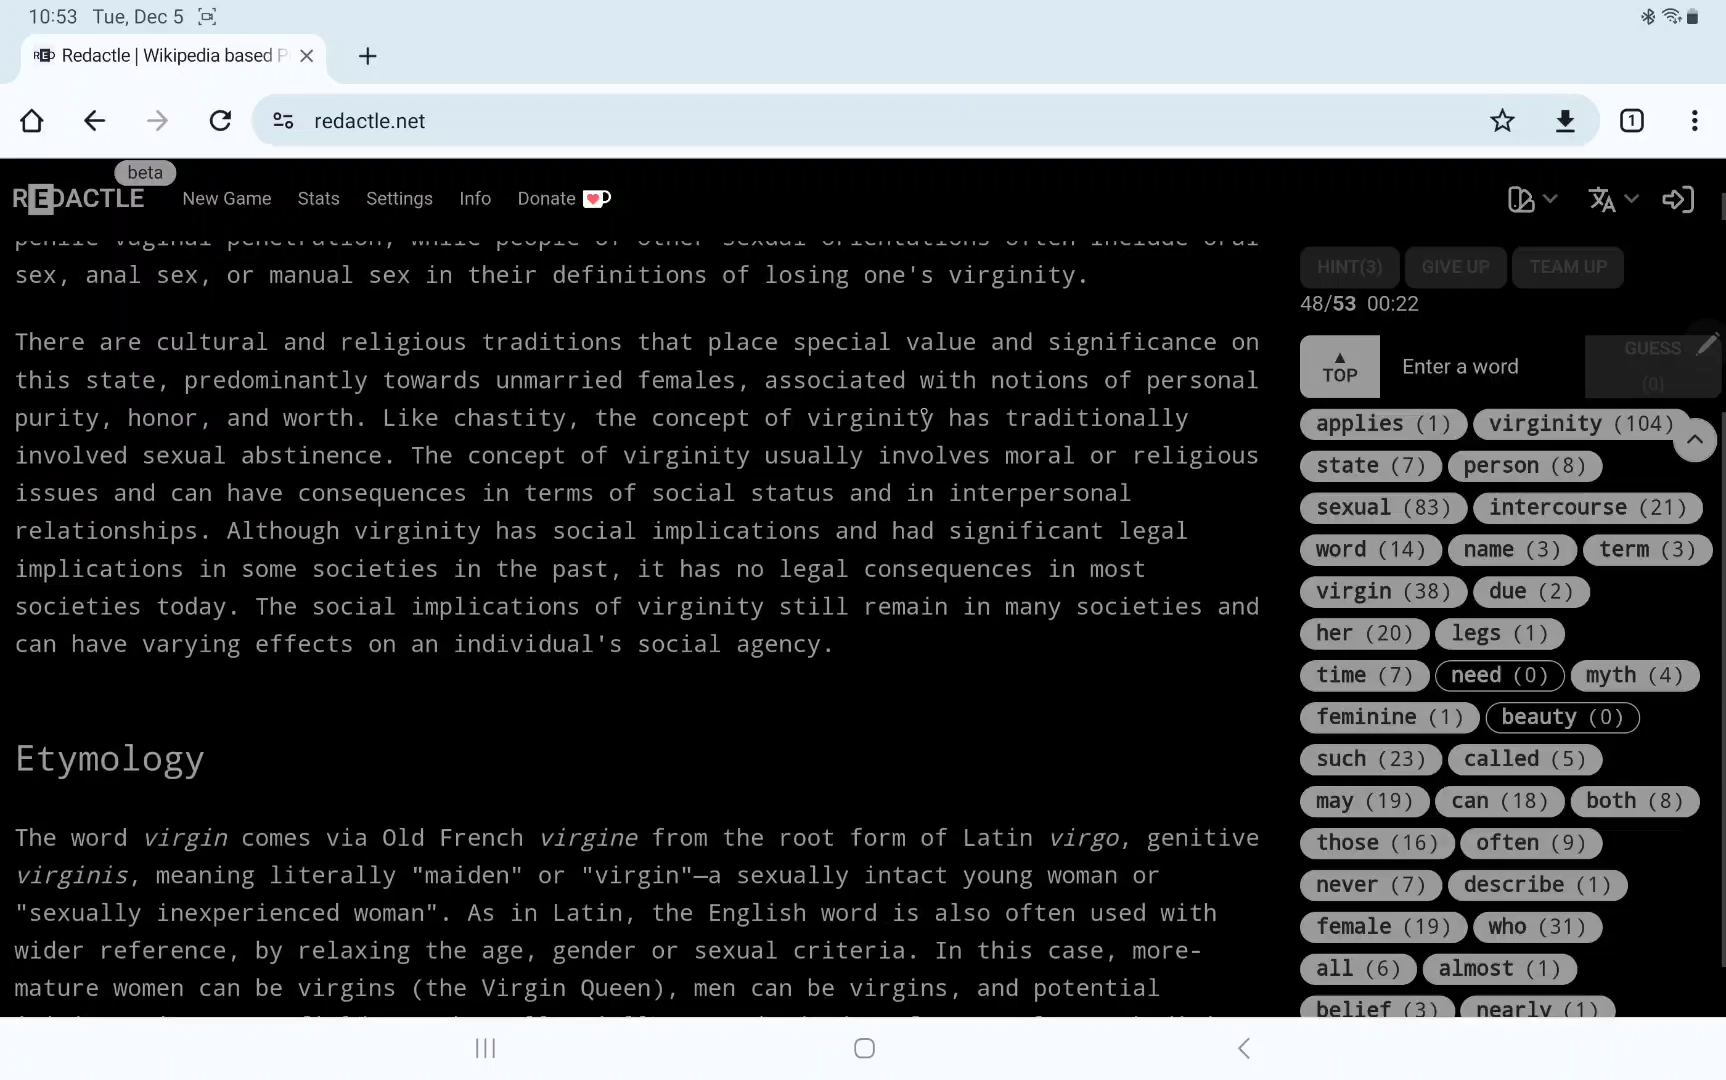 10:53 Tue, Dec 5
RED Redactle | Wikipedia based P
redactle.net
1
beta
REDACTLE New Game Stats Settings Info Donate
penile-vaginal penetration, while people of other sexual orientations often include oral
sex, anal sex, or manual sex in their definitions of losing one's virginity.
There are cultural and religious traditions that place special value and significance on
this state, predominantly towards unmarried females, associated with notions of personal
purity, honor, and worth. Like chastity, the concept of virginity has traditionally
involved sexual abstinence. The concept of virginity usually involves moral or religious
issues and can have consequences in terms of social status and in interpersonal
relationships. Although virginity has social implications and had significant legal
implications in some societies in the past, it has no legal consequences in most
societies today. The social implications of virginity still remain in many societies and
can have varying effects on an individual's social agency.
Etymology
The word virgin comes via Old French virgine from the root form of Latin virgo, genitive
virginis, meaning literally "maiden" or "virgin"—a sexually intact young woman or
"sexually inexperienced woman". As in Latin, the English word is also often used with
wider reference, by relaxing the age, gender or sexual criteria. In this case, more-
mature women can be virgins (the Virgin Queen), men can be virgins, and potential
HINT(3) GIVE UP TEAM UP
48/53 00:22
TOP Enter a word GUESS
(0)
applies (1) virginity (104)
state (7) person (8)
sexual (83) intercourse (21)
word (14) name (3) term (3)
virgin (38) due (2)
her (20) legs (1)
time (7) need (0) myth (4)
feminine (1) beauty (0)
such (23) called (5)
may (19) can (18) both (8)
those (16) often (9)
never (7) describe (1)
female (19) who (31)
all (6) almost (1)
belief (3) nearly (1)